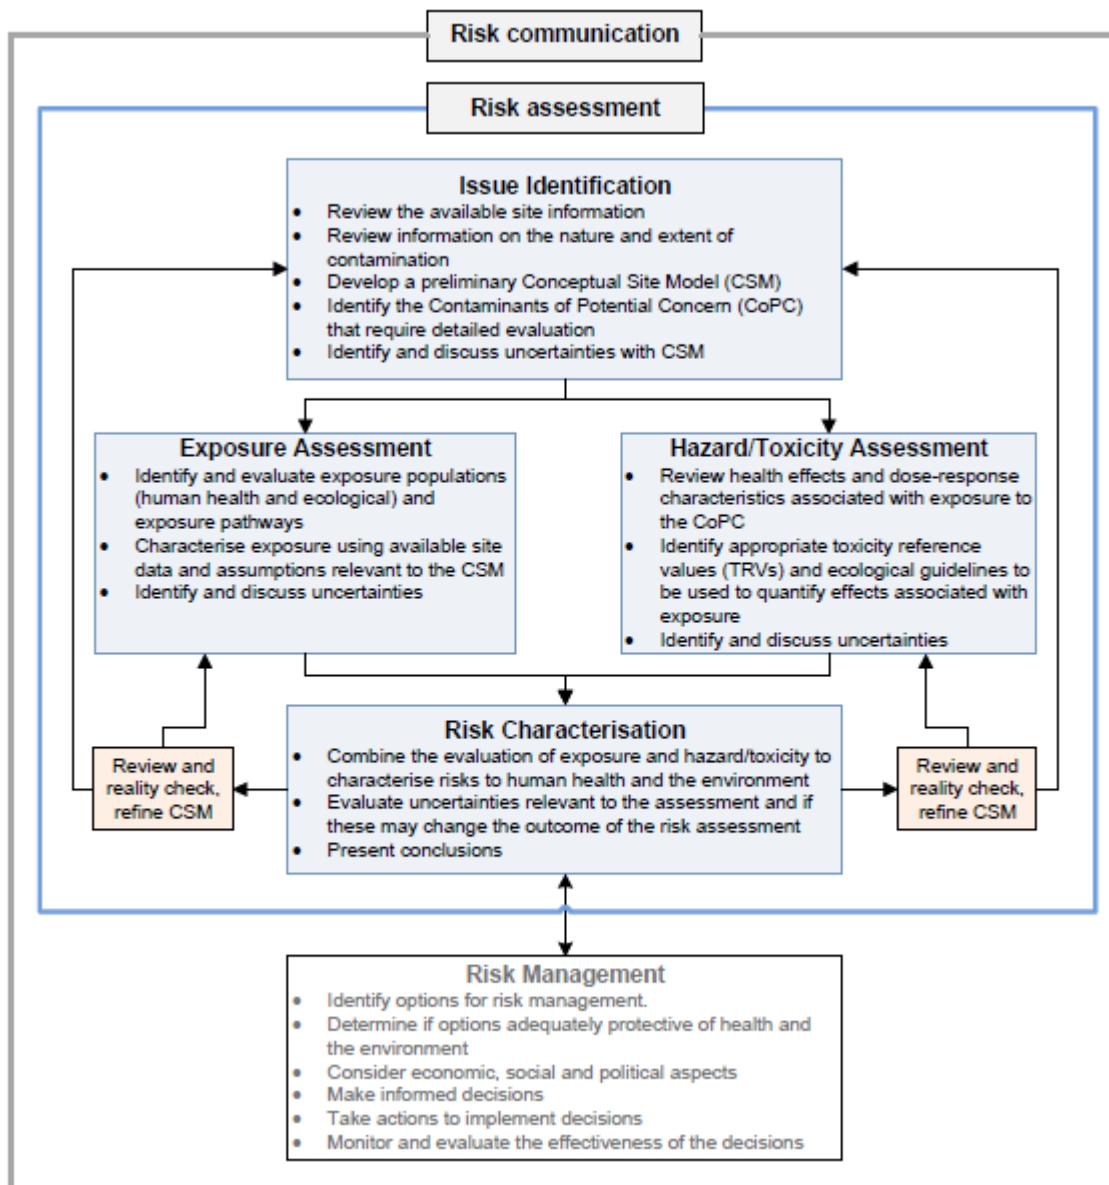 Risk communication
Risk assessment
Issue Identification
• Review the available site information
• Review information on the nature and extent of
contamination
• Develop a preliminary Conceptual Site Model (CSM)
• Identify the Contaminants of Potential Concern (CoPC)
that require detailed evaluation
• Identify and discuss uncertainties with CSM
Exposure Assessment
• Identify and evaluate exposure populations
(human health and ecological) and
exposure pathways
• Characterise exposure using available site
data and assumptions relevant to the CSM
• Identify and discuss uncertainties
Hazard/Toxicity Assessment
• Review health effects and dose-response
characteristics associated with exposure to
the CoPC
• Identify appropriate toxicity reference
values (TRVs) and ecological guidelines to
be used to quantify effects associated with
exposure
• Identify and discuss uncertainties
Review and
reality check,
refine CSM
Risk Characterisation
• Combine the evaluation of exposure and hazard/toxicity to
characterise risks to human health and the environment
• Evaluate uncertainties relevant to the assessment and if
these may change the outcome of the risk assessment
• Present conclusions
Review and
reality check,
refine CSM
Risk Management
• Identify options for risk management.
• Determine if options adequately protective of health and
the environment
• Consider economic, social and political aspects
• Make informed decisions
• Take actions to implement decisions
• Monitor and evaluate the effectiveness of the decisions